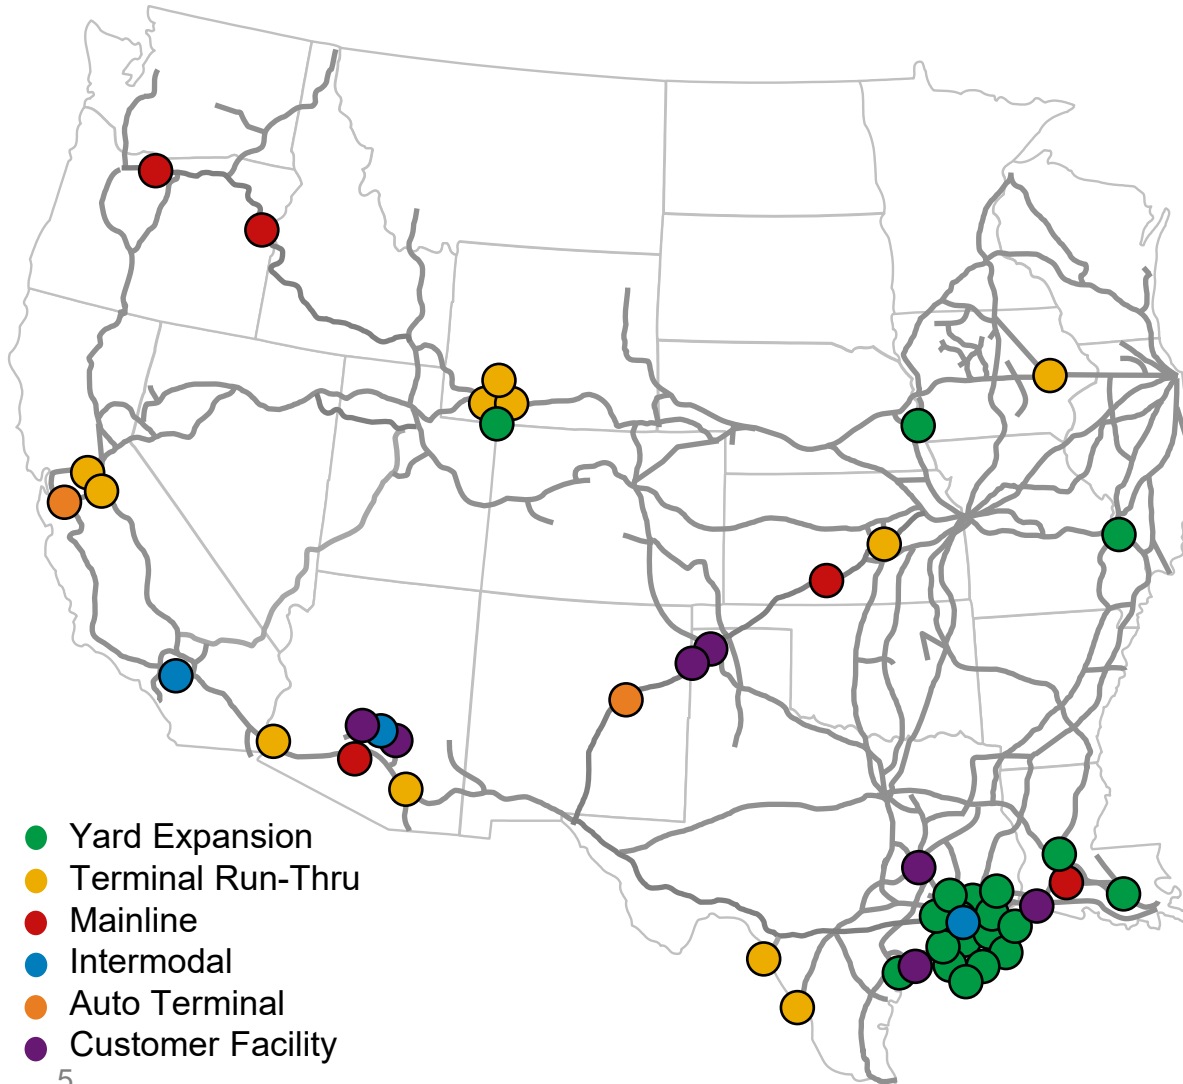 Yard Expansion
Terminal Run-Thru
Mainline
Intermodal
Auto Terminal
Customer Facility
5